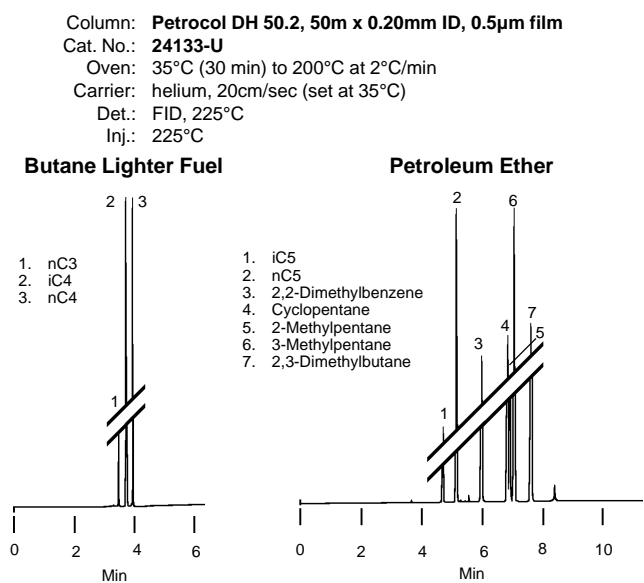 Column: Petrocol DH 50.2, 50m x 0.20mm ID, 0.5µm film
Cat. No.: 24133-U
Oven: 35°C (30 min) to 200°C at 2°C/min
Carrier: helium, 20cm/sec (set at 35°C)
Det.: FID, 225°C
Inj.: 225°C
Butane Lighter Fuel
2 3
1. nC3
2. iC4
3. nC4
1
0 2 4 6
Min
Petroleum Ether
2 6
1. iC5
2. nC5
3. 2,2-Dimethylbenzene
4. Cyclopentane
5. 2-Methylpentane
6. 3-Methylpentane
7. 2,3-Dimethylbutane
7
4 5
3
1
0 2 4 6 8 10
Min